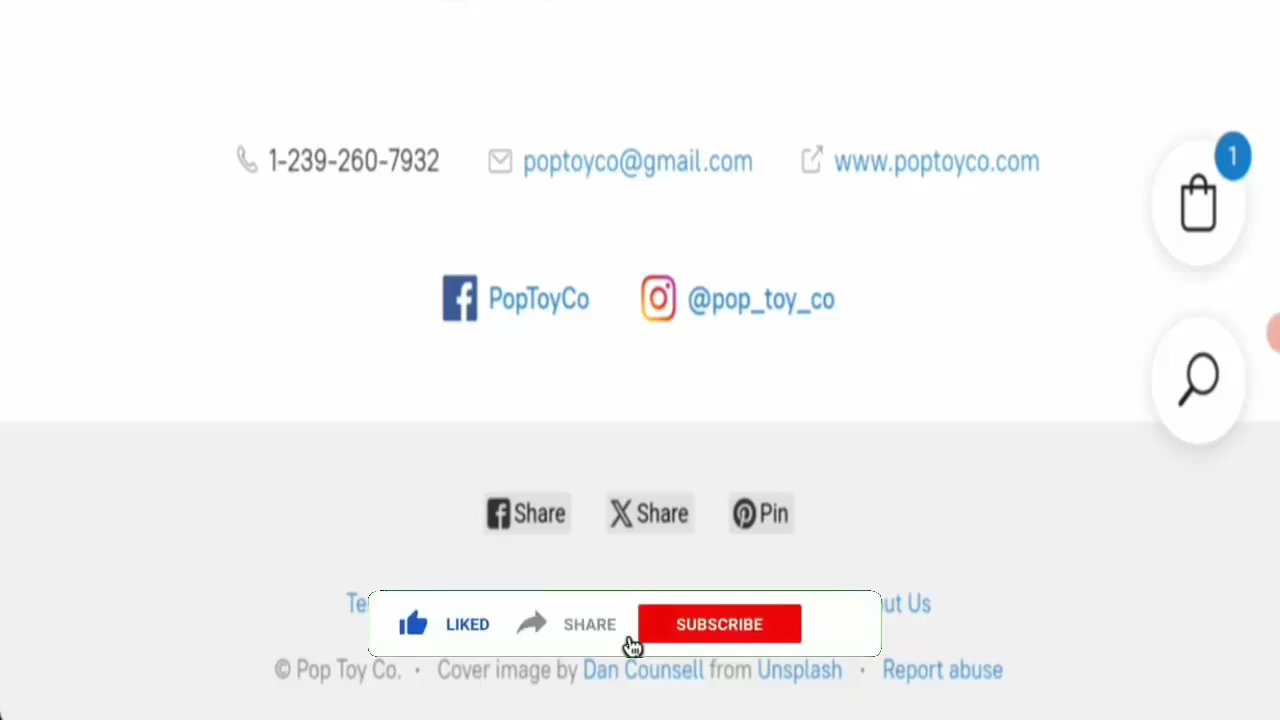 1-239-260-7932 poptoyco@gmail.com www.poptoyco.com
1
PopToyCo @pop_toy_co
Share Share Pin
Us
LIKED SHARE SUBSCRIBE
© Pop Toy Co. · Cover image by Dan Counsell from Unsplash · Report abuse